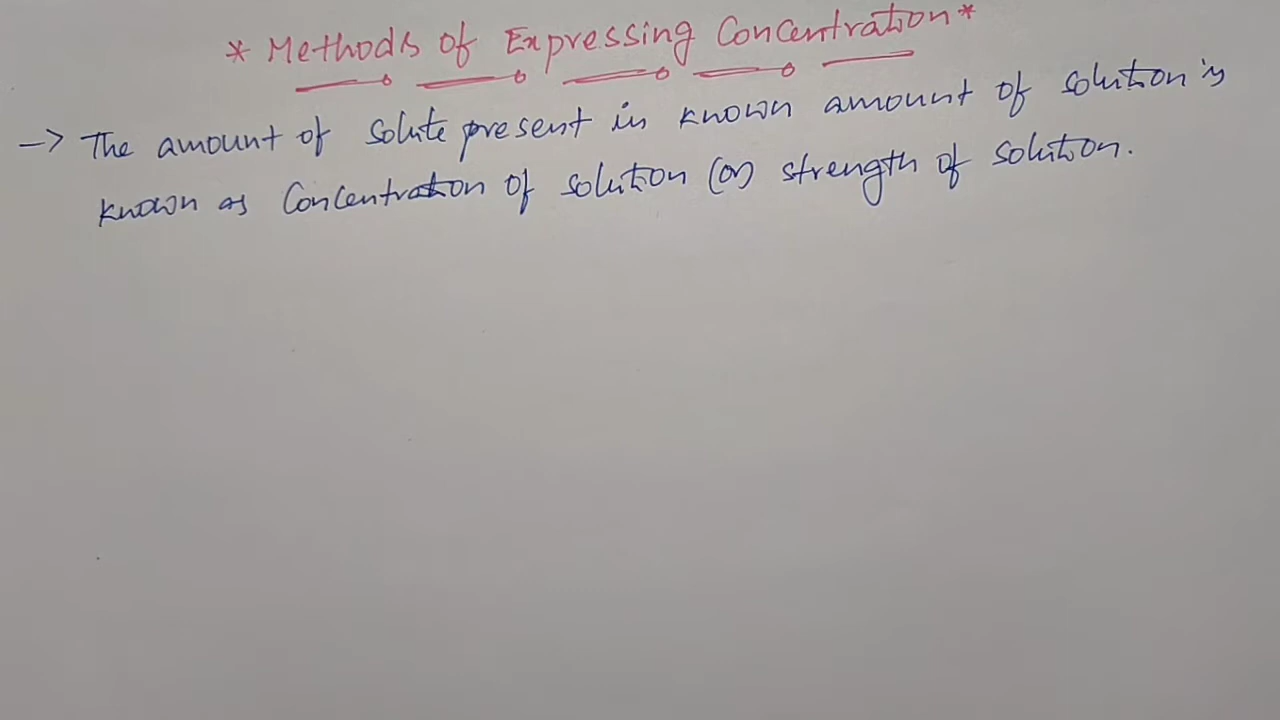 * Methods of Expressing Concentration *
-> The amount of solute present in known amount of solution is
known as Concentration of solution (or) strength of solution.